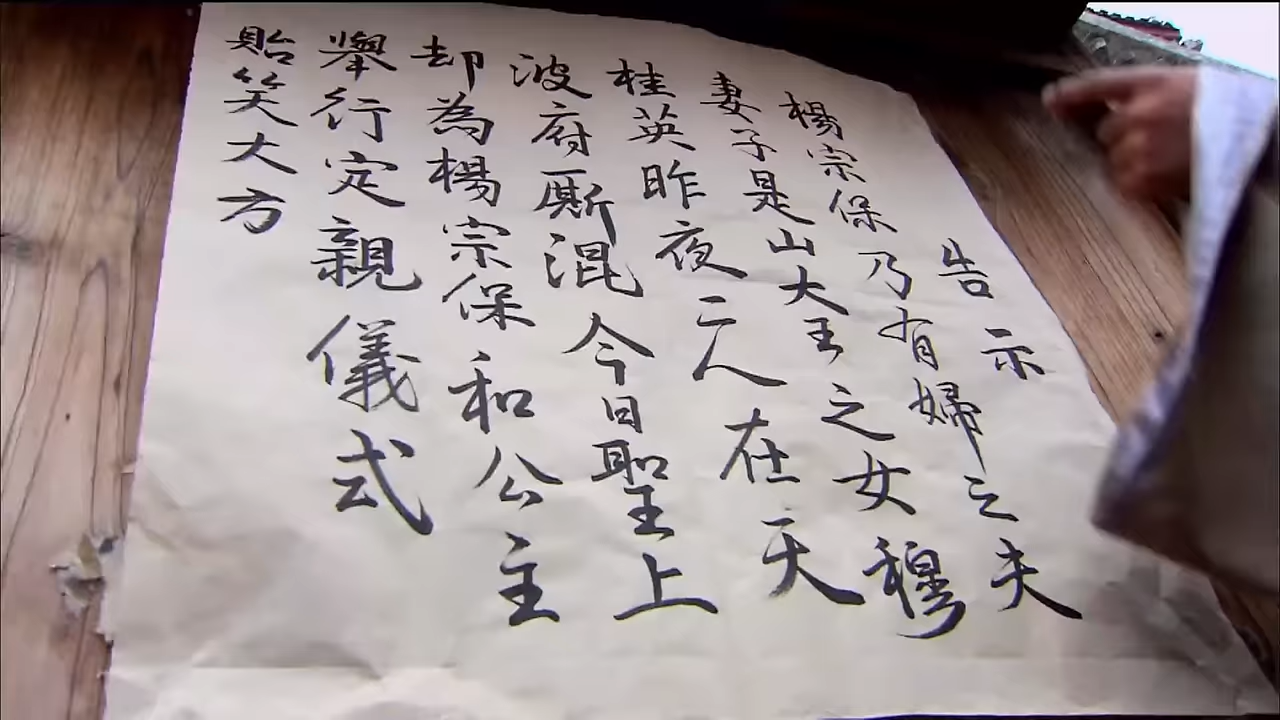 告示
楊宗保乃有婦之夫
妻子是山大王之女穆
桂英昨夜二人在天
波府厮混今日聖上
却為楊宗保和公主
舉行定親儀式
貽笑大方